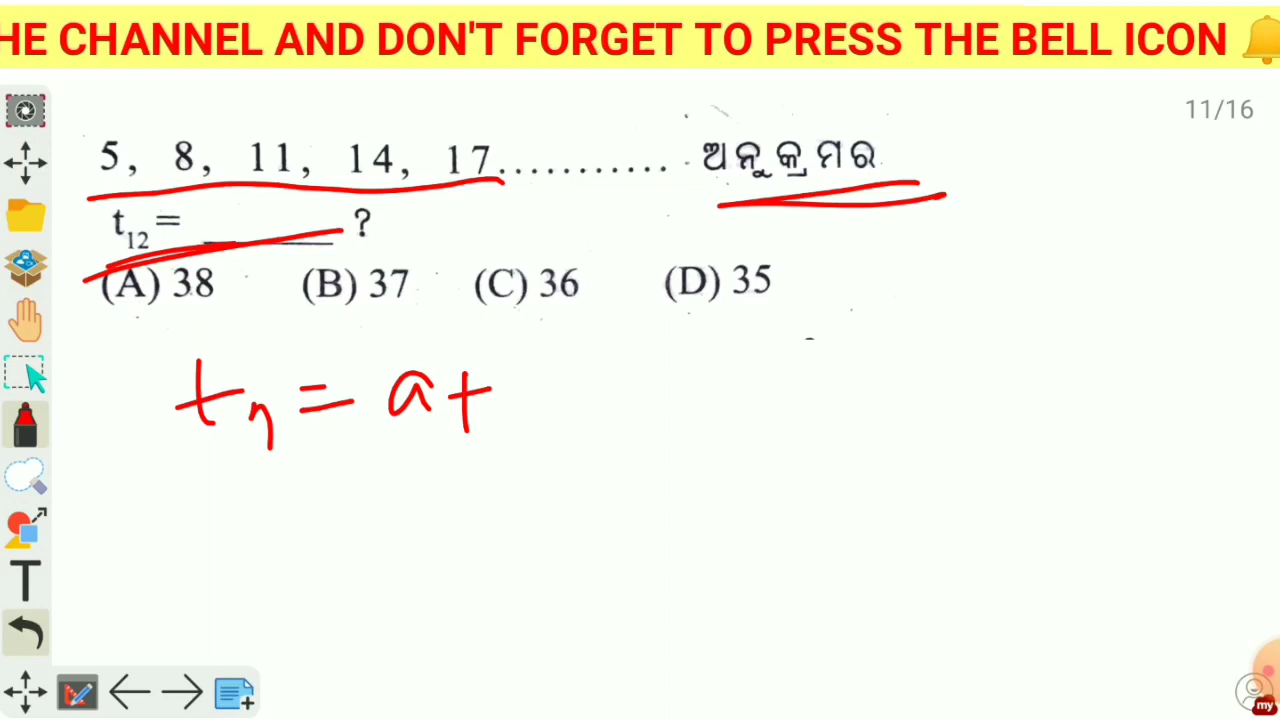 HE CHANNEL AND DON'T FORGET TO PRESS THE BELL ICON
11/16
5, 8, 11, 14, 17........... ଅନୁକ୍ରମର
t₁₂ = ______ ?
(A) 38 (B) 37 (C) 36 (D) 35
tₙ = a +
T
my